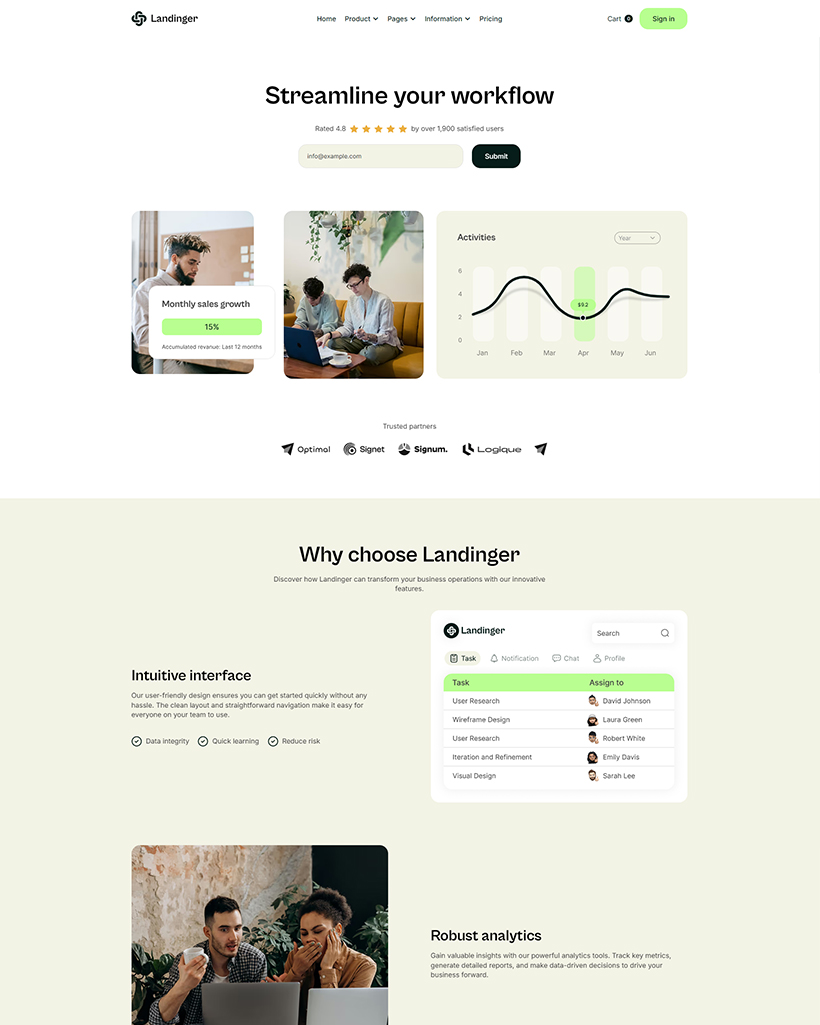 Landinger
Home Product Pages Information Pricing
Cart 0 Sign in
Streamline your workflow
Rated 4.8 by over 1,900 satisfied users
info@example.com Submit
Monthly sales growth
15%
Accumulated revanue: Last 12 months
Activities Year
6
4
2
0
$9.2
Jan Feb Mar Apr May Jun
Trusted partners
Optimal Signet Signum. Logique
Why choose Landinger
Discover how Landinger can transform your business operations with our innovative
features.
Intuitive interface
Our user-friendly design ensures you can get started quickly without any
hassle. The clean layout and straightforward navigation make it easy for
everyone on your team to use.
Data integrity Quick learning Reduce risk
Landinger Search
Task Notification Chat Profile
Task Assign to
User Research David Johnson
Wireframe Design Laura Green
User Research Robert White
Iteration and Refinement Emily Davis
Visual Design Sarah Lee
Robust analytics
Gain valuable insights with our powerful analytics tools. Track key metrics,
generate detailed reports, and make data-driven decisions to drive your
business forward.